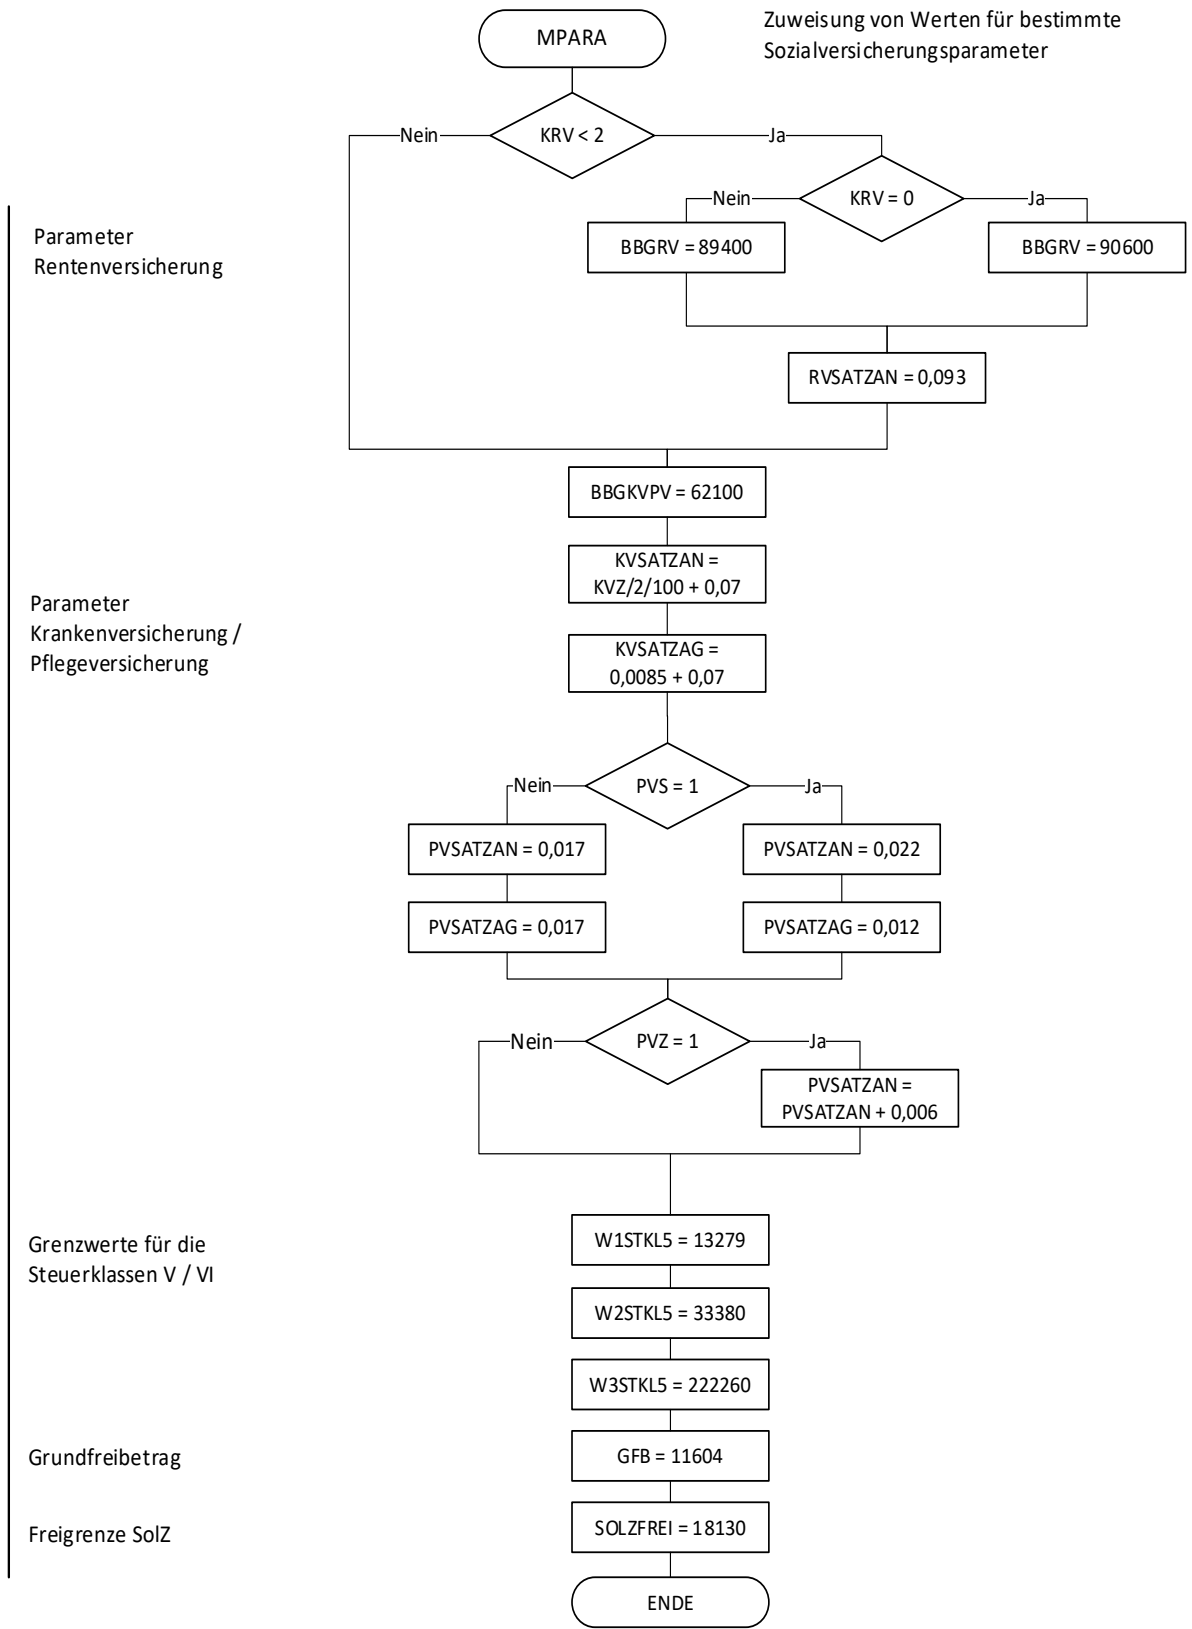 MPARA
Zuweisung von Werten für bestimmte
Sozialversicherungsparameter
KRV < 2
Nein
Ja
KRV = 0
Nein
Ja
Parameter
Rentenversicherung
BBGRV = 89400
BBGRV = 90600
RVSATZAN = 0,093
BBGKVPV = 62100
KVSATZAN =
KVZ/2/100 + 0,07
Parameter
Krankenversicherung /
Pflegeversicherung
KVSATZAG =
0,0085 + 0,07
PVS = 1
Nein
Ja
PVSATZAN = 0,017
PVSATZAN = 0,022
PVSATZAG = 0,017
PVSATZAG = 0,012
PVZ = 1
Nein
Ja
PVSATZAN =
PVSATZAN + 0,006
Grenzwerte für die
Steuerklassen V / VI
W1STKL5 = 13279
W2STKL5 = 33380
W3STKL5 = 222260
Grundfreibetrag
GFB = 11604
Freigrenze SolZ
SOLZFREI = 18130
ENDE